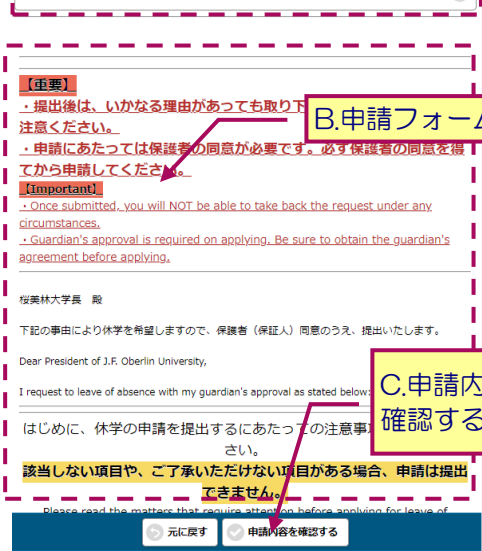 【重要】
・提出後は、いかなる理由があっても取り下
注意ください。
・申請にあたっては保護者の同意が必要です。必ず保護者の同意を得
てから申請してください。
【Important】
・Once submitted, you will NOT be able to take back the request under any
circumstances.
・Guardian's approval is required on applying. Be sure to obtain the guardian's
agreement before applying.
B.申請フォーム
桜美林大学長　殿
下記の事由により休学を希望しますので、保護者（保証人）同意のうえ、提出いたします。
Dear President of J.F. Oberlin University,
I request to leave of absence with my guardian's approval as stated below:
C.申請内
確認する
はじめに、休学の申請を提出するにあたっての注意事
さい。
該当しない項目や、ご了承いただけない項目がある場合、申請は提出
できません。
Please read the matters that require attention before applying for leave of
元に戻す
申請内容を確認する